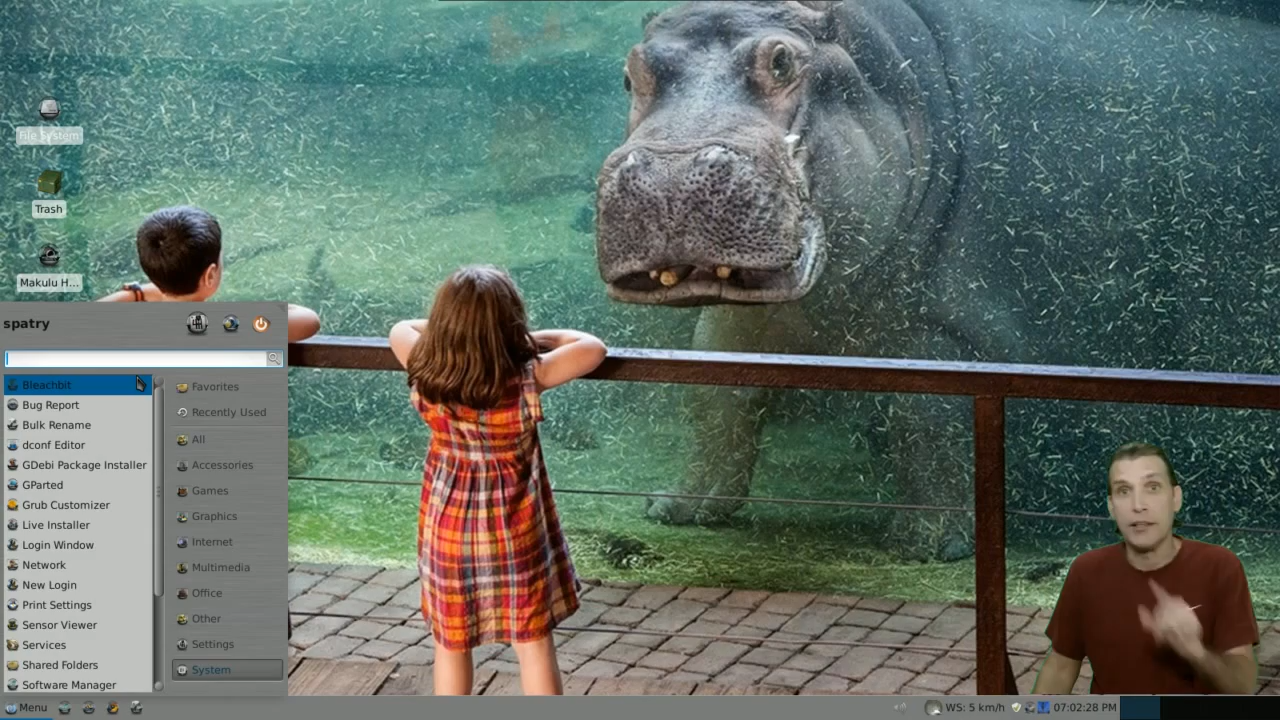 File System
Trash
Makulu H...
spatry
Bleachbit
Bug Report
Bulk Rename
dconf Editor
GDebi Package Installer
GParted
Grub Customizer
Live Installer
Login Window
Network
New Login
Print Settings
Sensor Viewer
Services
Shared Folders
Software Manager
Favorites
Recently Used
All
Accessories
Games
Graphics
Internet
Multimedia
Office
Other
Settings
System
Menu
WS: 5 km/h
07:02:28 PM